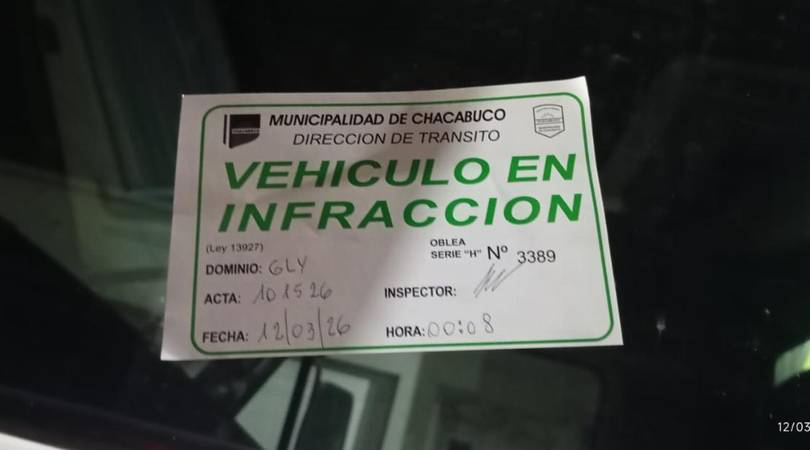 MUNICIPALIDAD DE CHACABUCO
DIRECCION DE TRANSITO
VEHICULO EN
INFRACCION
(Ley 13927)
OBLEA
SERIE "H" Nº 3389
DOMINIO: GLY
ACTA: 101526
INSPECTOR:
FECHA: 12/03/26
HORA: 00:08
12/03